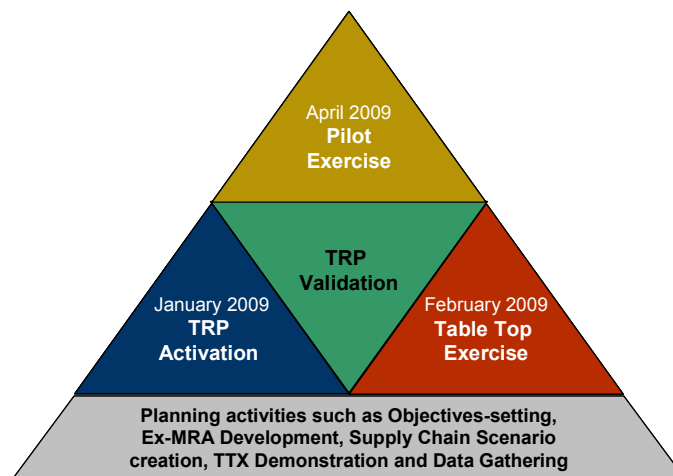 April 2009
Pilot
Exercise
TRP
Validation
January 2009
TRP
Activation
February 2009
Table Top
Exercise
Planning activities such as Objectives-setting,
Ex-MRA Development, Supply Chain Scenario
creation, TTX Demonstration and Data Gathering